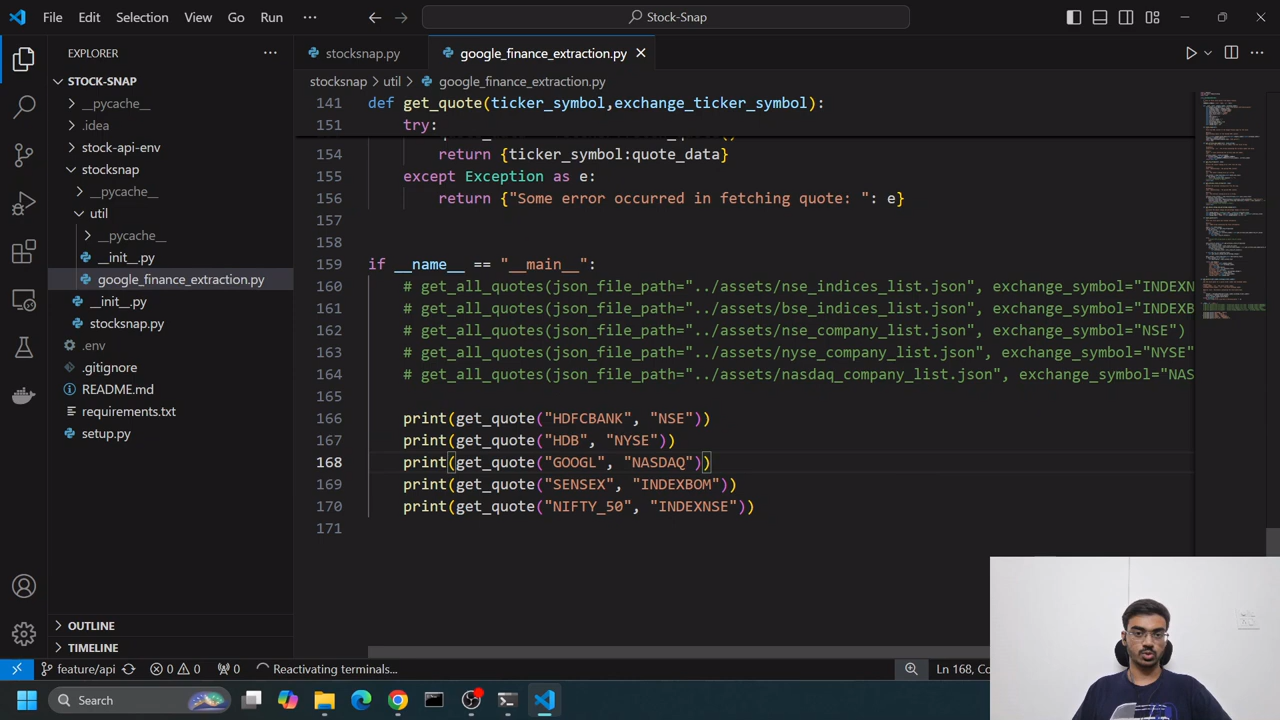 File Edit Selection View Go Run ··· Stock-Snap
EXPLORER ···
stocksnap.py google_finance_extraction.py
STOCK-SNAP
stocksnap util google_finance_extraction.py
__pycache__
.idea
stock-api-env
stocksnap
__pycache__
util
__pycache__
__init__.py
google_finance_extraction.py
__init__.py
stocksnap.py
.env
.gitignore
README.md
requirements.txt
setup.py
OUTLINE
TIMELINE
141 def get_quote(ticker_symbol,exchange_ticker_symbol):
151 try:
154 return {ticker_symbol:quote_data}
155 except Exception as e:
return { some error occurred in fetching quote: ": e}
157
158
159 if __name__ == "__main__":
# get_all_quotes(json_file_path="../assets/nse_indices_list.json", exchange_symbol="INDEXN
# get_all_quotes(json_file_path="../assets/bse_indices_list.json", exchange_symbol="INDEXB
162 # get_all_quotes(json_file_path="../assets/nse_company_list.json", exchange_symbol="NSE")
163 # get_all_quotes(json_file_path="../assets/nyse_company_list.json", exchange_symbol="NYSE"
164 # get_all_quotes(json_file_path="../assets/nasdaq_company_list.json", exchange_symbol="NAS
165
166 print(get_quote("HDFCBANK", "NSE"))
167 print(get_quote("HDB", "NYSE"))
168 print(get_quote("GOOGL", "NASDAQ"))
169 print(get_quote("SENSEX", "INDEXBOM"))
170 print(get_quote("NIFTY_50", "INDEXNSE"))
171
feature/api 0 0 0 Reactivating terminals... Ln 168,
Search